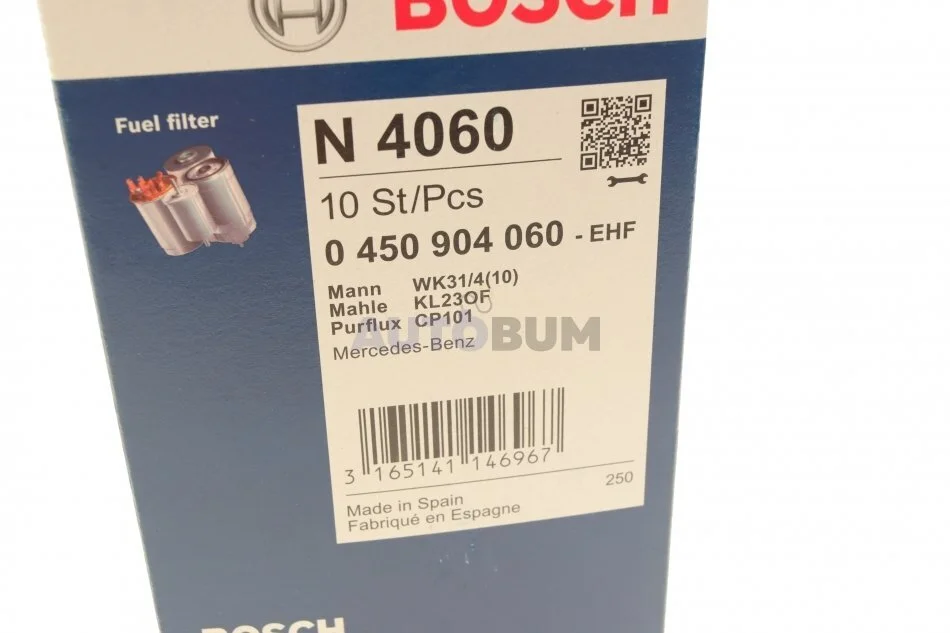 BOSCH
Fuel filter
N 4060
10 St/Pcs
0 450 904 060 - EHF
Mann WK31/4(10)
Mahle KL23OF
Purflux CP101
AUTOBUM
Mercedes-Benz
3 165141 146967
250
Made in Spain
Fabriqué en Espagne
BOSCH